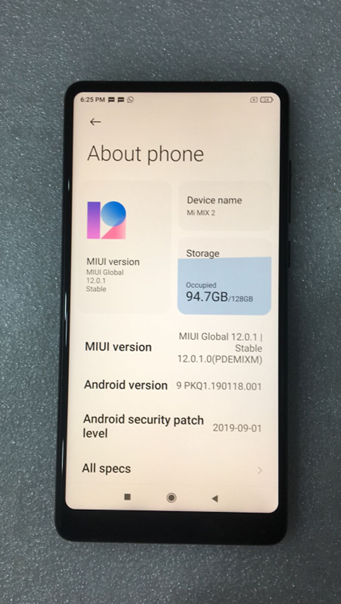 6:25 PM
About phone
Device name
Mi MIX 2
MIUI version
MIUI Global
12.0.1
Stable
Storage
Occupied
94.7GB/128GB
MIUI version
MIUI Global 12.0.1 |
Stable
12.0.1.0(PDEMIXM)
Android version 9 PKQ1.190118.001
Android security patch
level
2019-09-01
All specs